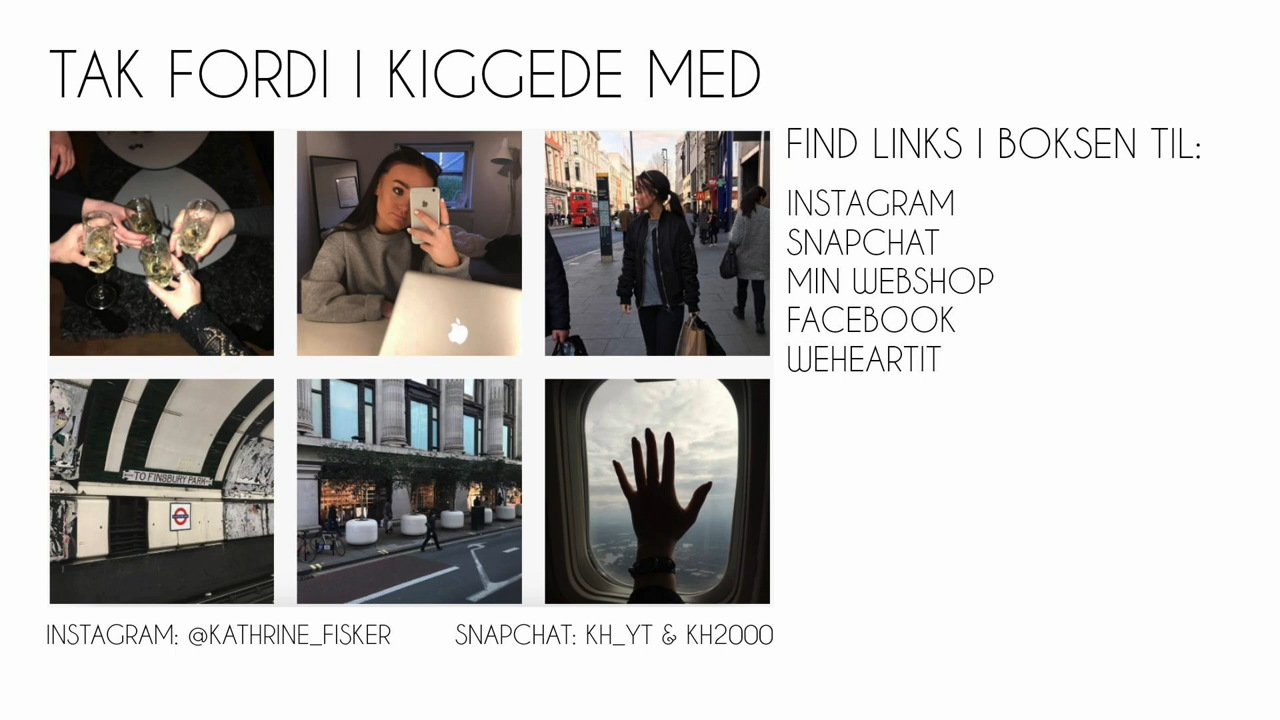 TAK FORDI I KIGGEDE MED
FIND LINKS I BOKSEN TIL:
INSTAGRAM
SNAPCHAT
MIN WEBSHOP
FACEBOOK
WEHEARTIT
TO FINSBURY PARK
INSTAGRAM: @KATHRINE_FISKER
SNAPCHAT: KH_YT & KH2000